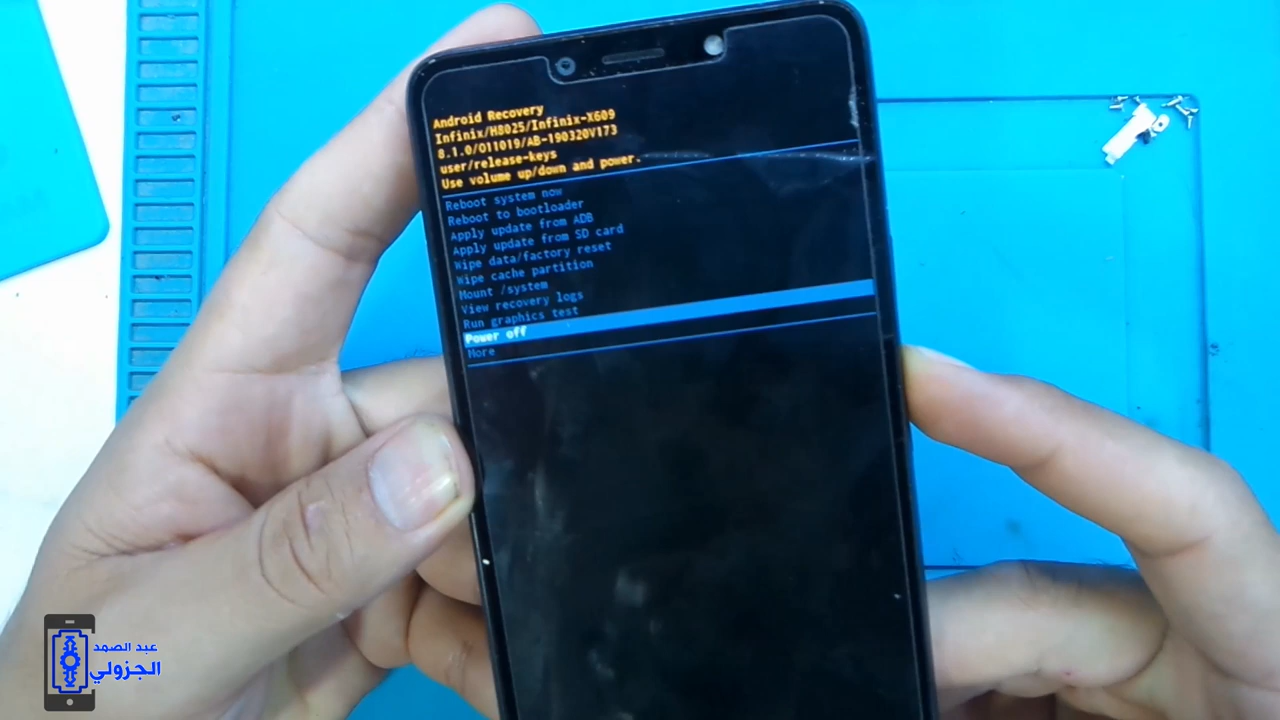 Android Recovery
Infinix/H8025/Infinix-X609
8.1.0/O11019/AB-190320V173
user/release-keys
Use volume up/down and power.
Reboot system now
Reboot to bootloader
Apply update from ADB
Apply update from SD card
Wipe data/factory reset
Wipe cache partition
Mount /system
View recovery logs
Run graphics test
Power off
More
عبد الصمد
الجزولي